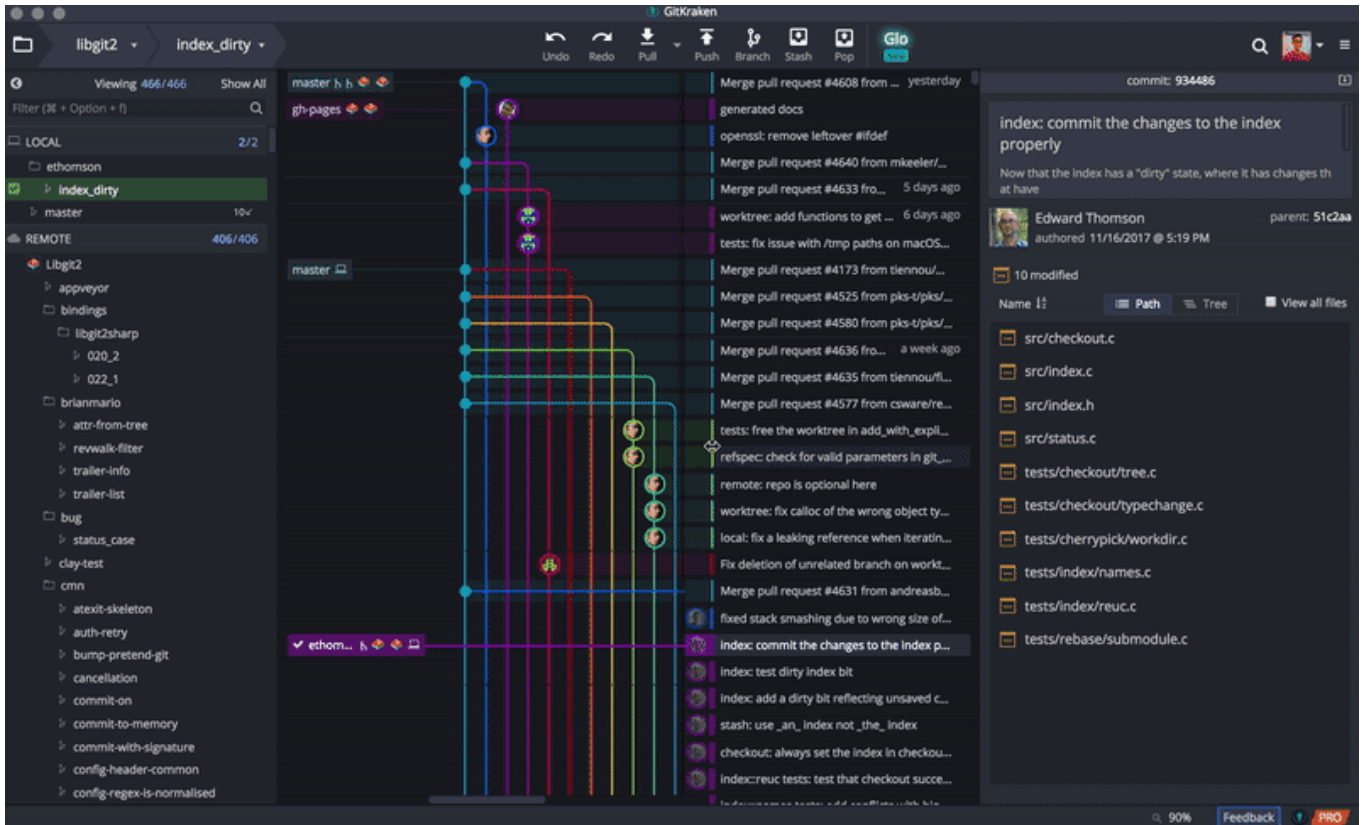 GitKraken
libgit2
index_dirty
Undo
Redo
Pull
Push
Branch
Stash
Pop
Glo
Viewing 466/466 Show All
Filter (⌘ + Option + f)
LOCAL 2/2
ethomson
index_dirty
master 10✓
REMOTE 406/406
Libgit2
appveyor
bindings
libgit2sharp
020_2
022_1
brianmario
attr-from-tree
revwalk-filter
trailer-info
trailer-list
bug
status_case
clay-test
cmn
atexit-skeleton
auth-retry
bump-pretend-git
cancellation
commit-on
commit-to-memory
commit-with-signature
config-header-common
config-regex-is-normalised
master
gh-pages
master
ethom...
Merge pull request #4608 from ... yesterday
generated docs
openssl: remove leftover #ifdef
Merge pull request #4640 from mkeeler/...
Merge pull request #4633 fro... 5 days ago
worktree: add functions to get ... 6 days ago
tests: fix issue with /tmp paths on macOS...
Merge pull request #4173 from tiennou/...
Merge pull request #4525 from pks-t/pks/...
Merge pull request #4580 from pks-t/pks/...
Merge pull request #4636 fro... a week ago
Merge pull request #4635 from tiennou/fi...
Merge pull request #4577 from csware/re...
tests: free the worktree in add_with_expli...
refspec: check for valid parameters in git_...
remote: repo is optional here
worktree: fix calloc of the wrong object ty...
local: fix a leaking reference when iteratin...
Fix deletion of unrelated branch on workt...
Merge pull request #4631 from andreasb...
fixed stack smashing due to wrong size of...
index: commit the changes to the index p...
index: test dirty index bit
index: add a dirty bit reflecting unsaved c...
stash: use _an_ index not _the_ index
checkout: always set the index in checkou...
index::reuc tests: test that checkout succe...
commit: 934486
index: commit the changes to the index
properly
Now that the index has a "dirty" state, where it has changes th
at have
Edward Thomson parent: 51c2aa
authored 11/16/2017 @ 5:19 PM
10 modified
Name Path Tree View all files
src/checkout.c
src/index.c
src/index.h
src/status.c
tests/checkout/tree.c
tests/checkout/typechange.c
tests/cherrypick/workdir.c
tests/index/names.c
tests/index/reuc.c
tests/rebase/submodule.c
90% Feedback PRO